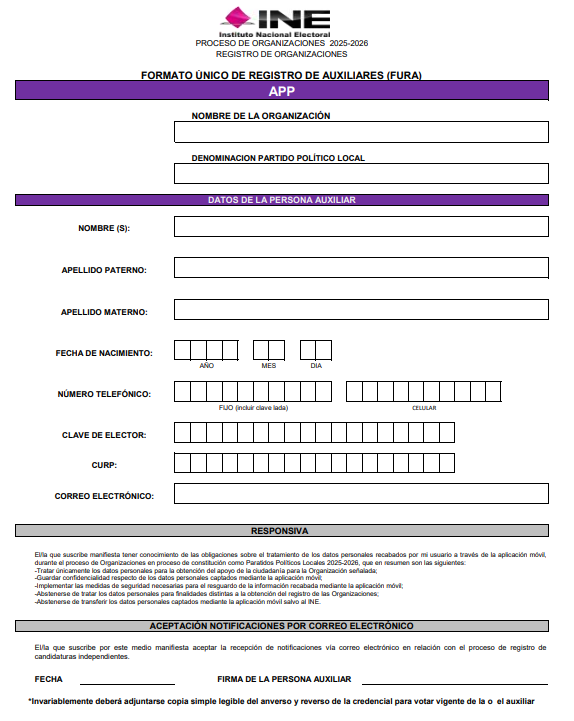 INE
Instituto Nacional Electoral
PROCESO DE ORGANIZACIONES 2025-2026
REGISTRO DE ORGANIZACIONES
FORMATO ÚNICO DE REGISTRO DE AUXILIARES (FURA)
APP
NOMBRE DE LA ORGANIZACIÓN
DENOMINACION PARTIDO POLÍTICO LOCAL
DATOS DE LA PERSONA AUXILIAR
NOMBRE (S):
APELLIDO PATERNO:
APELLIDO MATERNO:
FECHA DE NACIMIENTO:
AÑO MES DIA
NÚMERO TELEFÓNICO:
FIJO (incluir clave lada) CELULAR
CLAVE DE ELECTOR:
CURP:
CORREO ELECTRÓNICO:
RESPONSIVA
El/la que suscribe manifiesta tener conocimiento de las obligaciones sobre el tratamiento de los datos personales recabados por mi usuario a través de la aplicación móvil,
durante el proceso de Organizaciones en proceso de constitución como Paratidos Políticos Locales 2025-2026, que en resumen son las siguientes:
-Tratar únicamente los datos personales para la obtención del apoyo de la ciudadanía para la Organización señalada;
-Guardar confidencialidad respecto de los datos personales captados mediante la aplicación móvil;
-Implementar las medidas de seguridad necesarias para el resguardo de la información recabada mediante la aplicación móvil;
-Abstenerse de tratar los datos personales para finalidades distintas a la obtención del registro de las Organizaciones;
-Abstenerse de transferir los datos personales captados mediante la aplicación móvil salvo al INE.
ACEPTACIÓN NOTIFICACIONES POR CORREO ELECTRÓNICO
El/la que suscribe por este medio manifiesta aceptar la recepción de notificaciones vía correo electrónico en relación con el proceso de registro de
candidaturas independientes.
FECHA FIRMA DE LA PERSONA AUXILIAR
*Invariablemente deberá adjuntarse copia simple legible del anverso y reverso de la credencial para votar vigente de la o el auxiliar